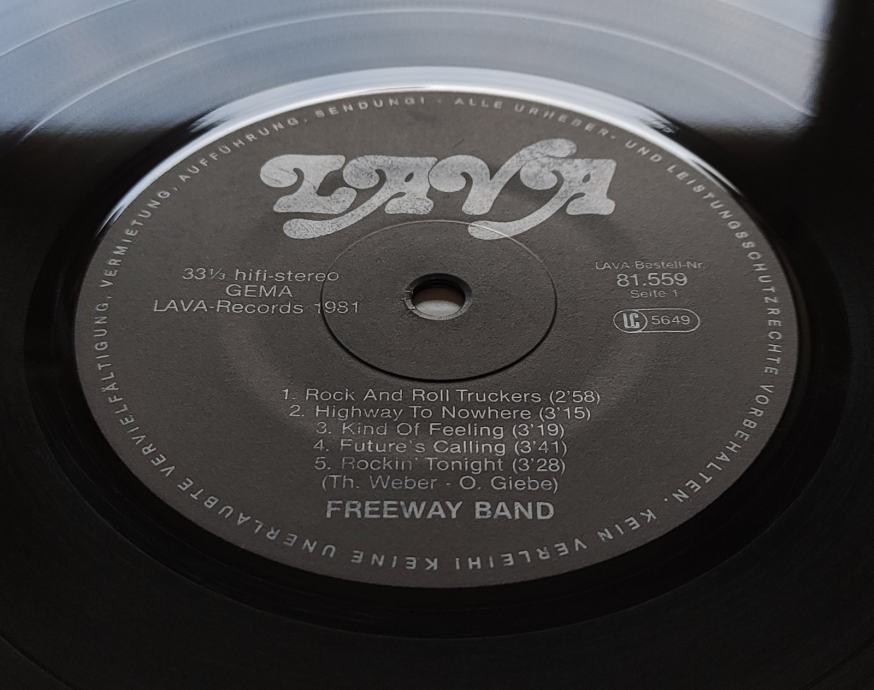 LAVA
33⅓ hifi-stereo
GEMA
LAVA-Records 1981
LAVA-Bestell-Nr.
81.559
Seite 1
LC 5649
1. Rock And Roll Truckers (2'58)
2. Highway To Nowhere (3'15)
3. Kind Of Feeling (3'19)
4. Future's Calling (3'41)
5. Rockin' Tonight (3'28)
(Th. Weber - O. Giebe)
FREEWAY BAND
ALLE URHEBER- UND LEISTUNGSSCHUTZRECHTE VORBEHALTEN. KEIN VERLEIH! KEINE UNERLAUBTE VERVIELFÄLTIGUNG, VERMIETUNG, AUFFÜHRUNG, SENDUNG! ·